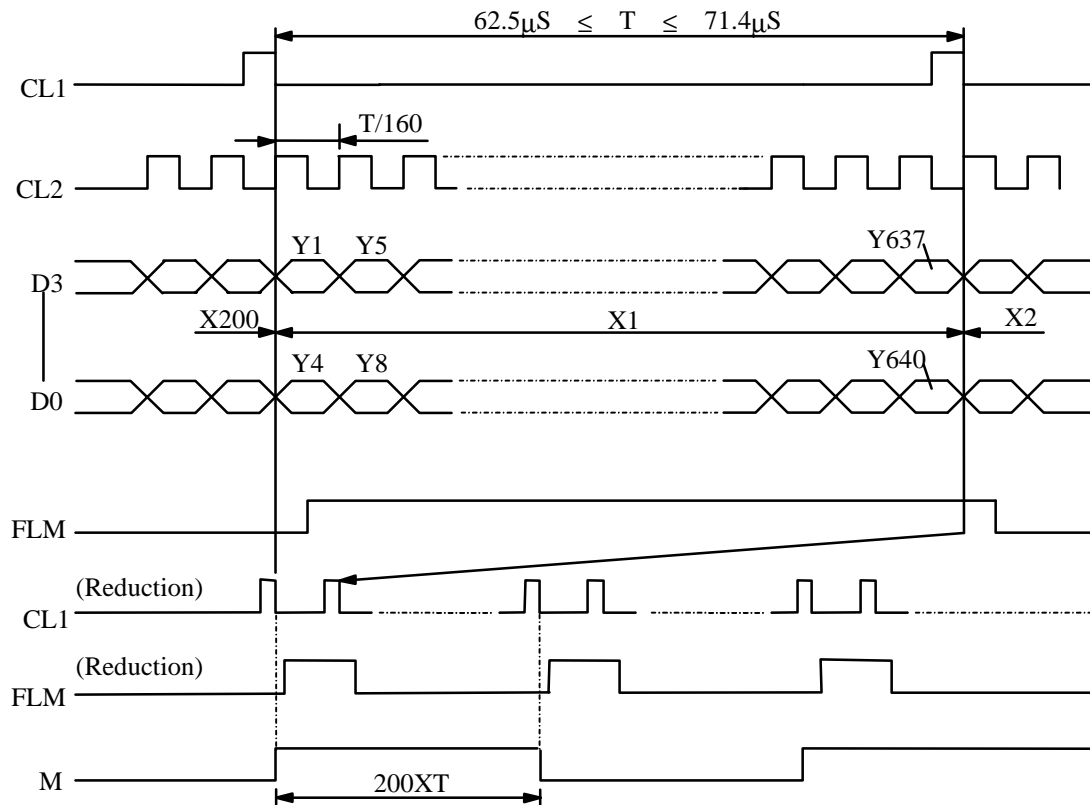 62.5μS ≤ T ≤ 71.4μS
CL1
T/160
CL2
Y1 Y5 Y637
D3
X200 X1 X2
Y4 Y8 Y640
D0
FLM
(Reduction)
CL1
(Reduction)
FLM
M
200XT